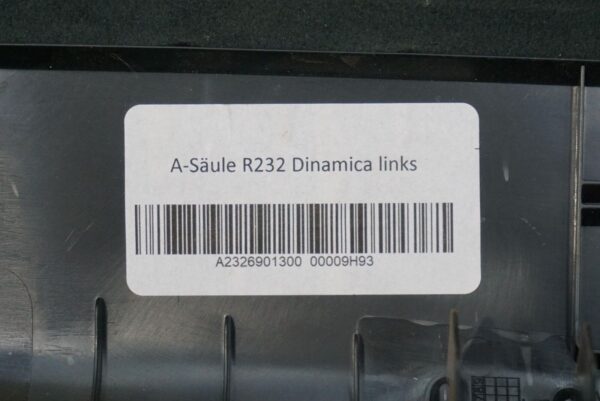 A-Säule R232 Dinamica links
A2326901300 00009H93